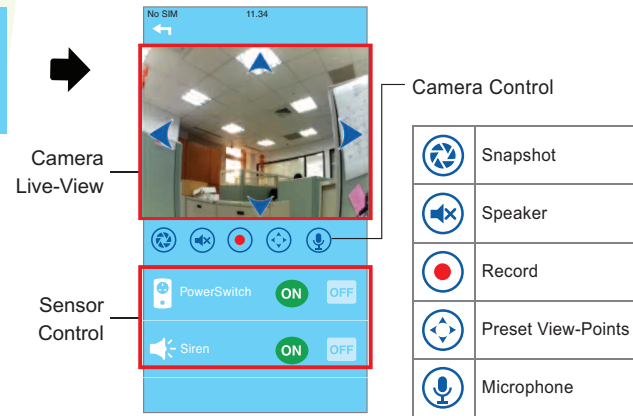 No SIM 11.34
Camera Control
Camera
Live-View
Snapshot
Speaker
Record
Preset View-Points
Microphone
Sensor
Control
PowerSwitch ON OFF
Siren ON OFF